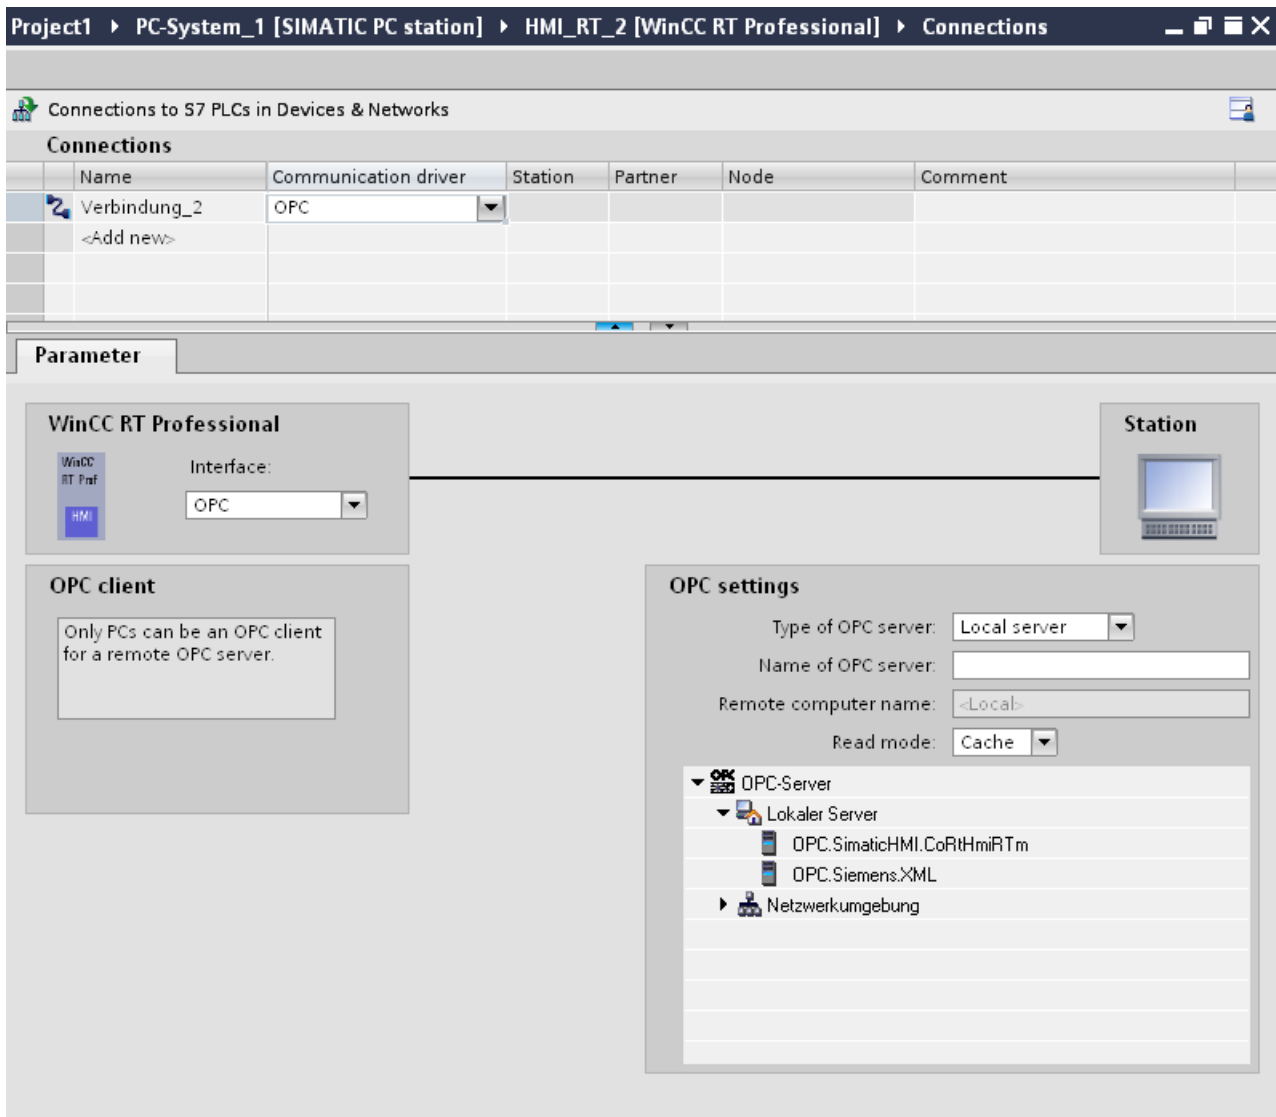 Project1 ▸ PC-System_1 [SIMATIC PC station] ▸ HMI_RT_2 [WinCC RT Professional] ▸ Connections
Connections to S7 PLCs in Devices & Networks
Connections
Name Communication driver Station Partner Node Comment
Verbindung_2 OPC
<Add new>
Parameter
WinCC RT Professional
WinCC
RT Prof
HMI
Interface:
OPC
Station
OPC client
Only PCs can be an OPC client
for a remote OPC server.
OPC settings
Type of OPC server: Local server
Name of OPC server:
Remote computer name: <Local>
Read mode: Cache
OPC OPC-Server
Lokaler Server
OPC.SimaticHMI.CoRtHmiRTm
OPC.Siemens.XML
Netzwerkumgebung